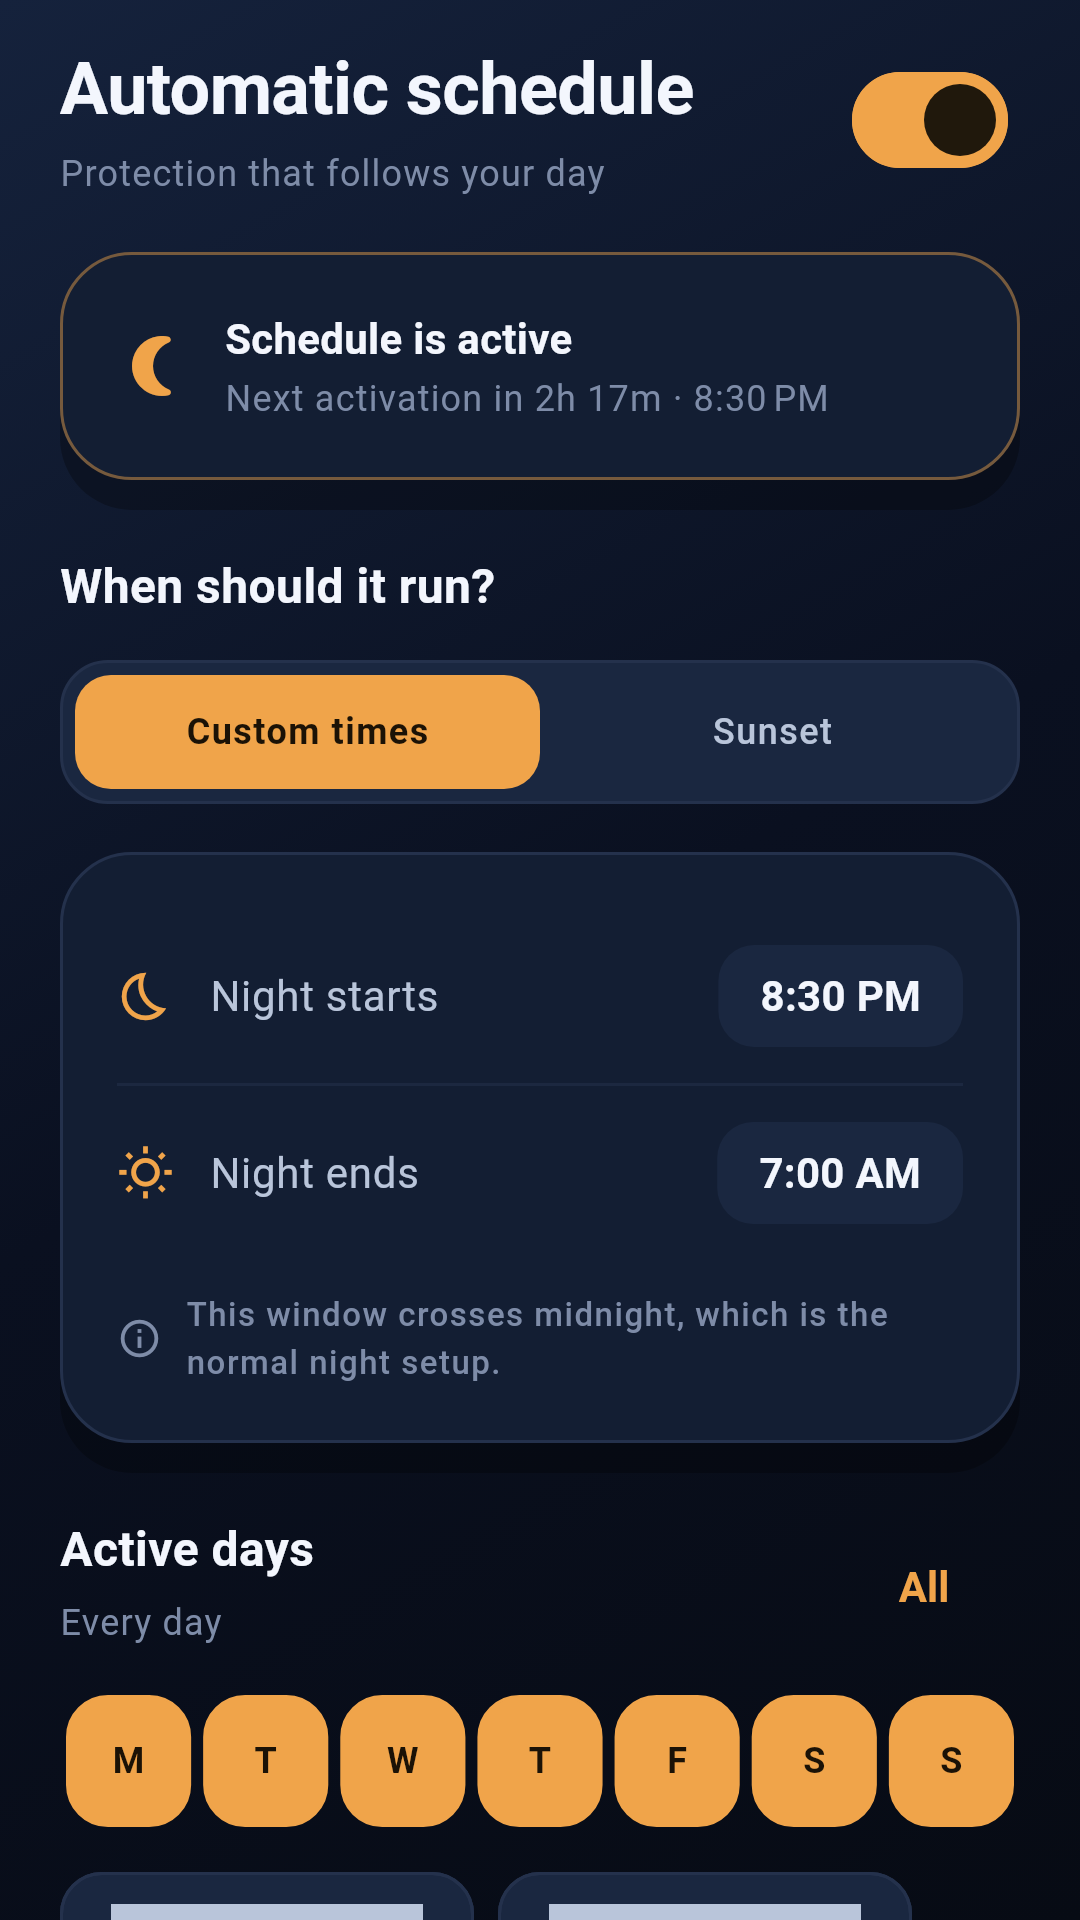 Automatic schedule
Protection that follows your day
Schedule is active
Next activation in 2h 17m · 8:30 PM
When should it run?
Custom times
Sunset
Night starts
8:30 PM
Night ends
7:00 AM
This window crosses midnight, which is the
normal night setup.
Active days
Every day
All
M T W T F S S